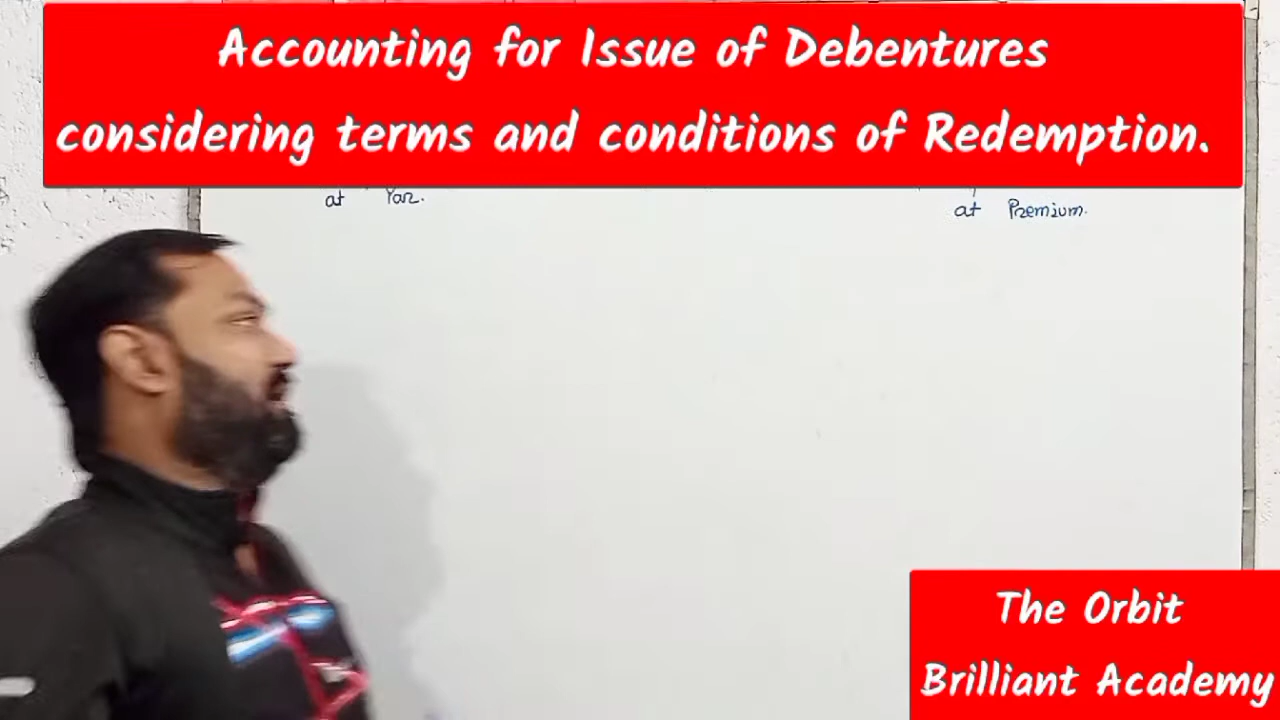 Accounting for Issue of Debentures
considering terms and conditions of Redemption.
at Par.
at Premium.
The Orbit
Brilliant Academy